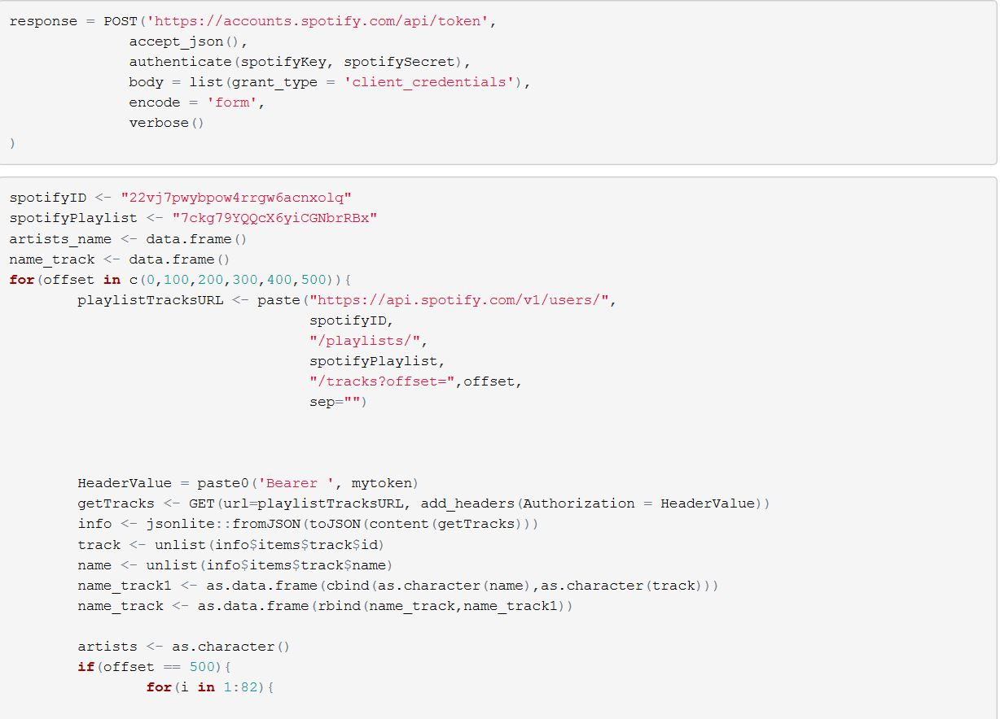 response = POST('https://accounts.spotify.com/api/token',
              accept_json(),
              authenticate(spotifyKey, spotifySecret),
              body = list(grant_type = 'client_credentials'),
              encode = 'form',
              verbose()
)
spotifyID <- "22vj7pwybpow4rrgw6acnxolq"
spotifyPlaylist <- "7ckg79YQQcX6yiCGNbrRBx"
artists_name <- data.frame()
name_track <- data.frame()
for(offset in c(0,100,200,300,400,500)){
        playlistTracksURL <- paste("https://api.spotify.com/v1/users/",
                                   spotifyID,
                                   "/playlists/",
                                   spotifyPlaylist,
                                   "/tracks?offset=",offset,
                                   sep="")
        HeaderValue = paste0('Bearer ', mytoken)
        getTracks <- GET(url=playlistTracksURL, add_headers(Authorization = HeaderValue))
        info <- jsonlite::fromJSON(toJSON(content(getTracks)))
        track <- unlist(info$items$track$id)
        name <- unlist(info$items$track$name)
        name_track1 <- as.data.frame(cbind(as.character(name),as.character(track)))
        name_track <- as.data.frame(rbind(name_track,name_track1))
        artists <- as.character()
        if(offset == 500){
                for(i in 1:82){